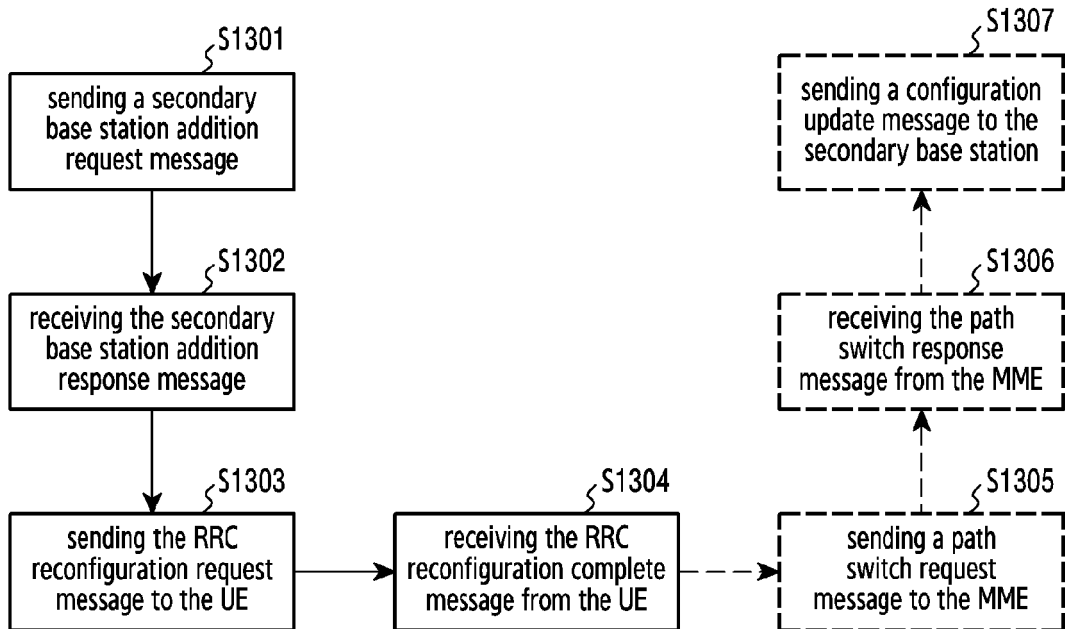 S1301
sending a secondary
base station addition
request message
S1302
receiving the secondary
base station addition
response message
S1303
sending the RRC
reconfiguration request
message to the UE
S1304
receiving the RRC
reconfiguration complete
message from the UE
S1305
sending a path
switch request
message to the MME
S1306
receiving the path
switch response
message from the MME
S1307
sending a configuration
update message to the
secondary base station